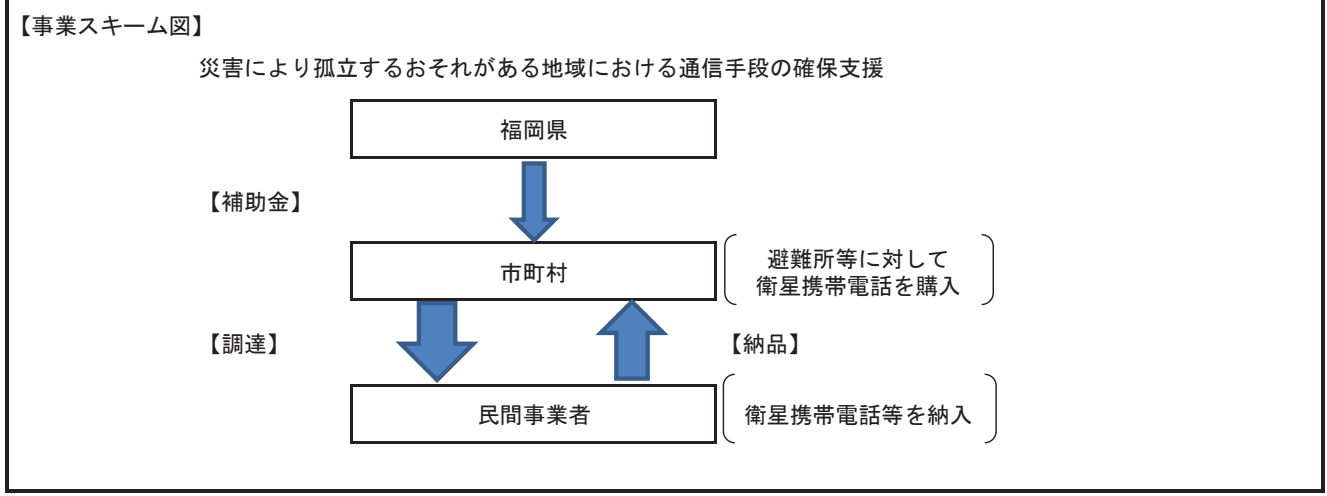 【事業スキーム図】
災害により孤立するおそれがある地域における通信手段の確保支援
福岡県
【補助金】
市町村
避難所等に対して
衛星携帯電話を購入
【調達】
【納品】
民間事業者
衛星携帯電話等を納入